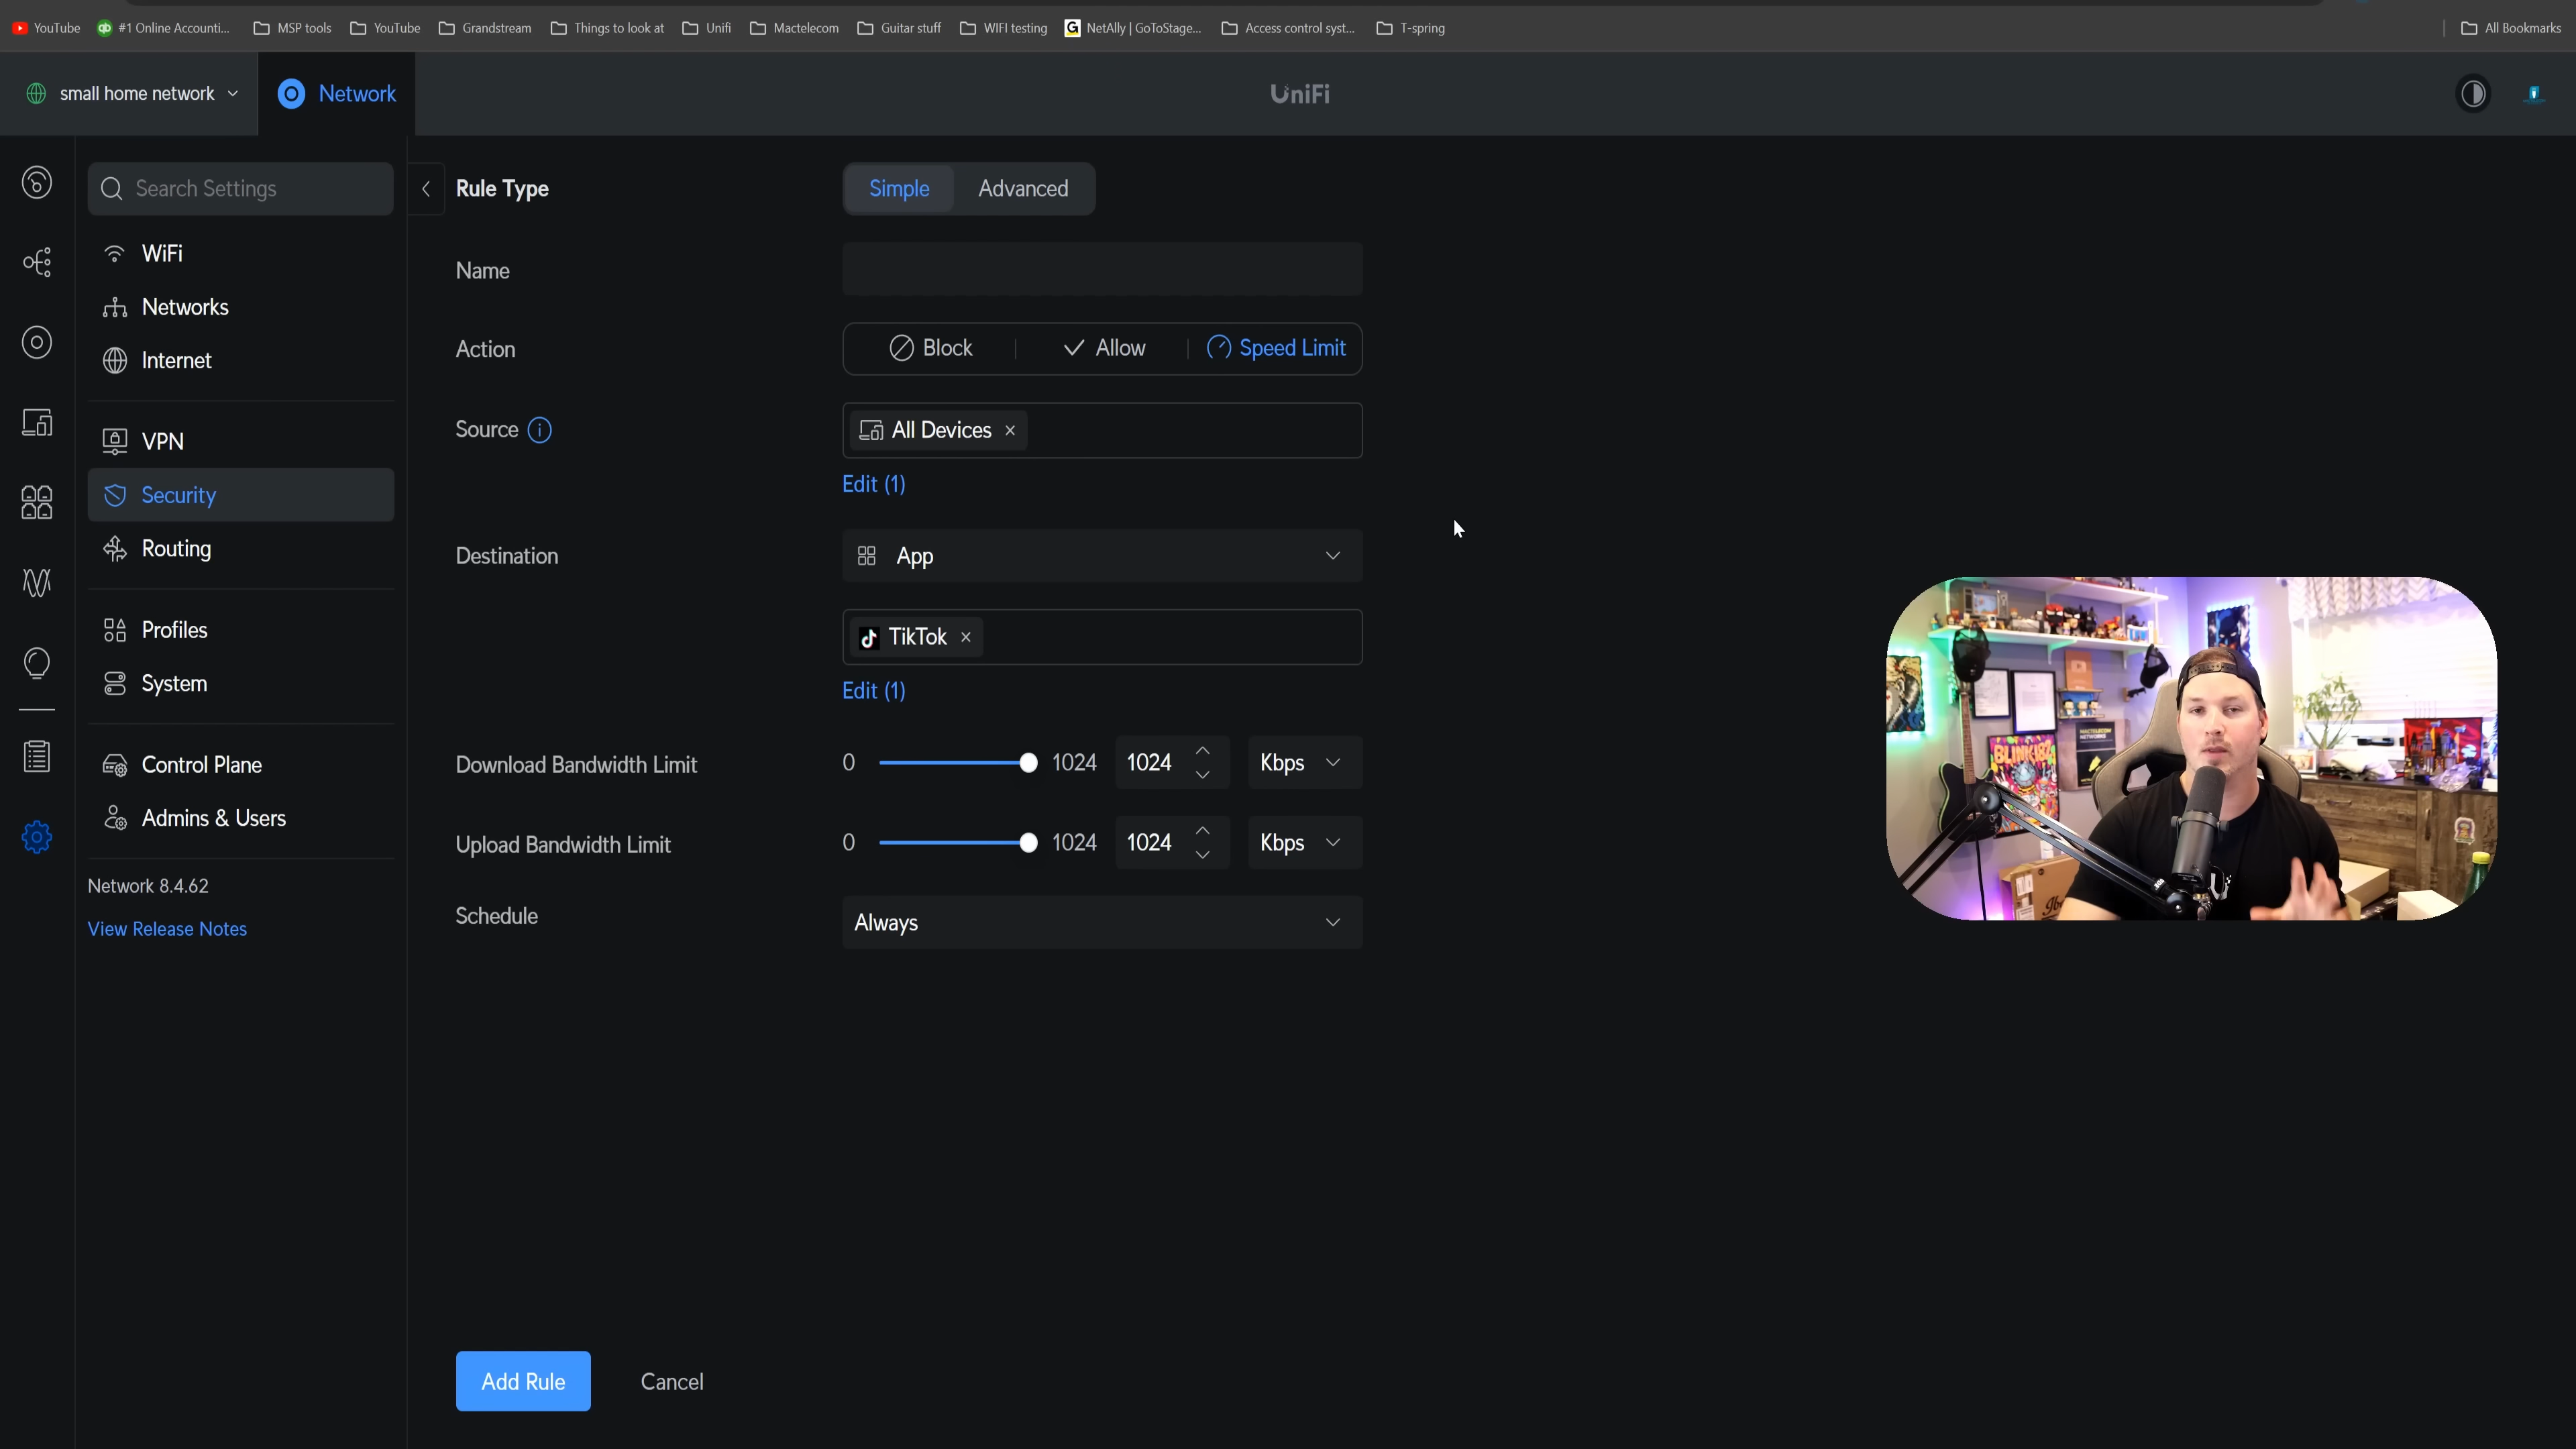 YouTube #1 Online Accounti... MSP tools YouTube Grandstream Things to look at Unifi Mactelecom Guitar stuff WIFI testing NetAlly | GoToStage... Access control syst... T-spring All Bookmarks
small home network Network UniFi
Search Settings
WiFi
Networks
Internet
VPN
Security
Routing
Profiles
System
Control Plane
Admins & Users
Network 8.4.62
View Release Notes
Rule Type Simple Advanced
Name
Action Block Allow Speed Limit
Source All Devices
Edit (1)
Destination App
TikTok
Edit (1)
Download Bandwidth Limit 0 1024 1024 Kbps
Upload Bandwidth Limit 0 1024 1024 Kbps
Schedule Always
Add Rule Cancel